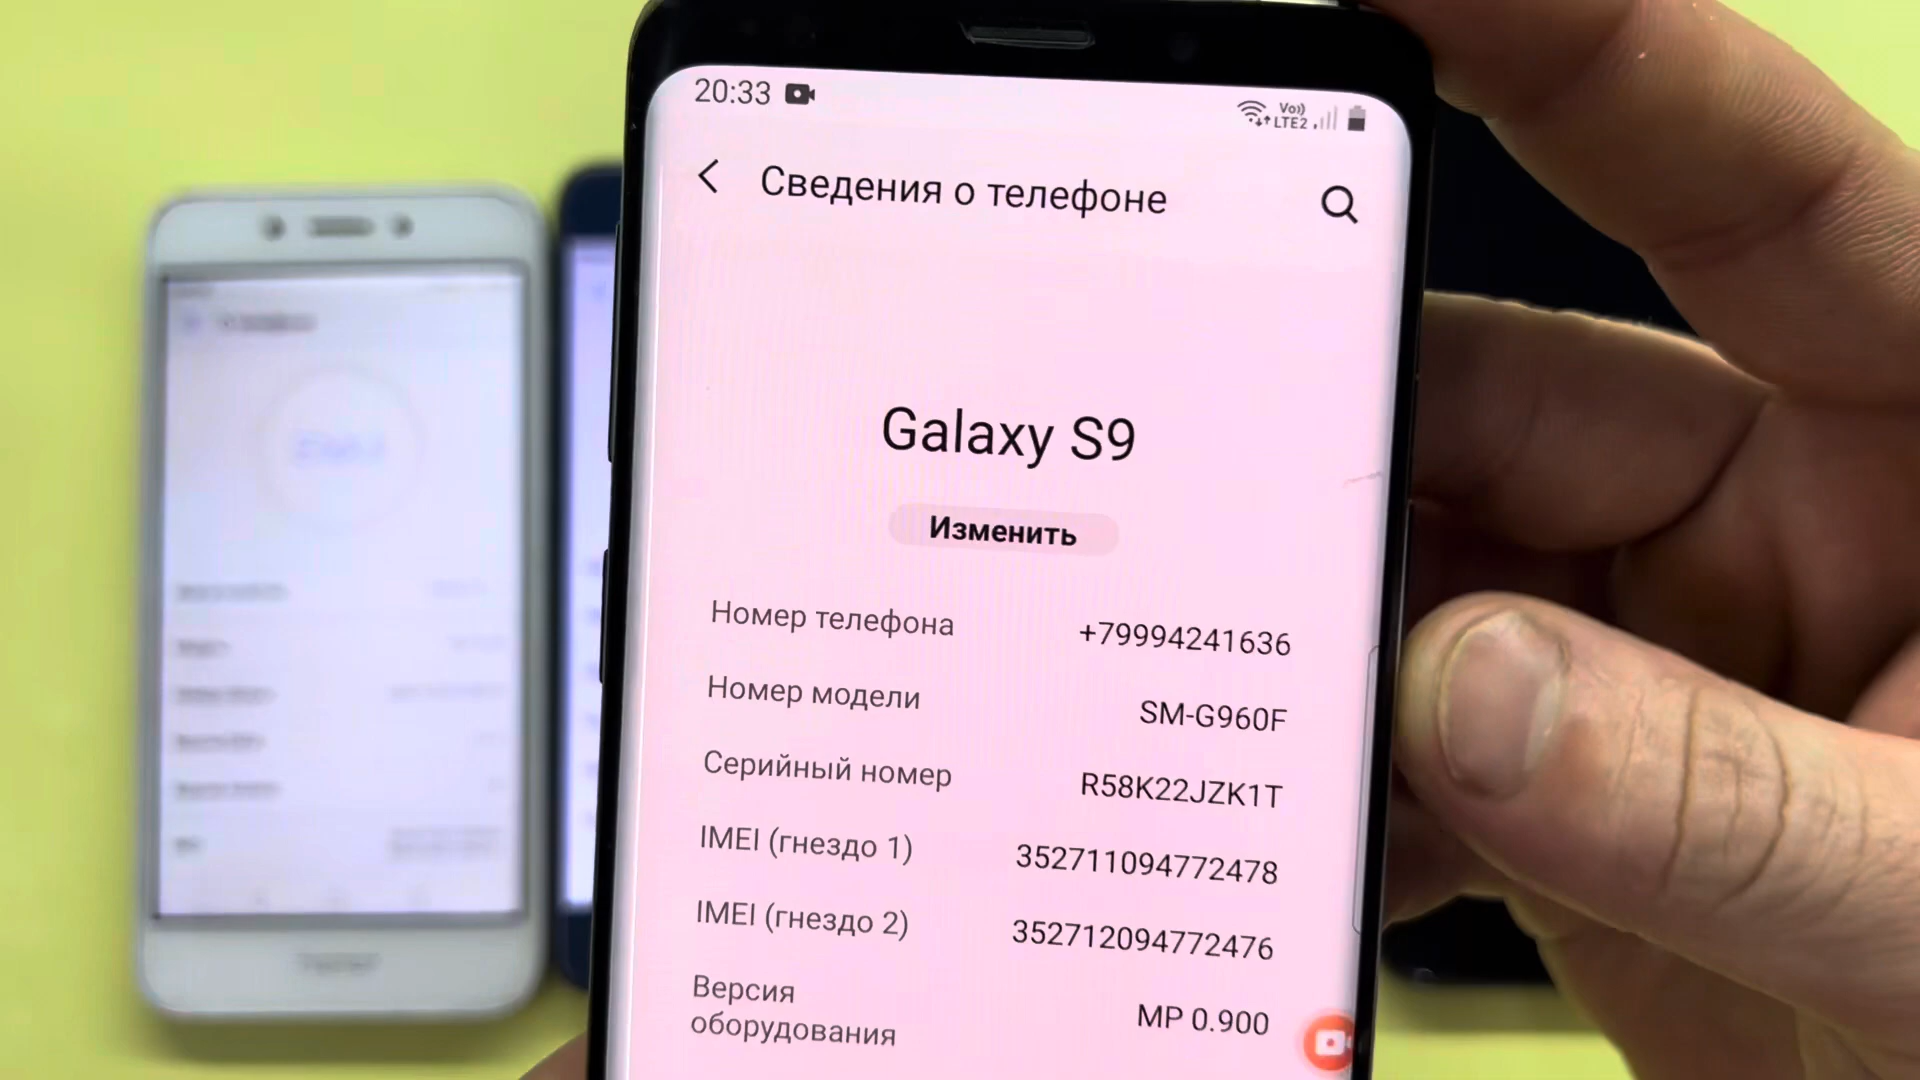 20:33
Vo)) LTE2
Сведения о телефоне
Galaxy S9
Изменить
Номер телефона +79994241636
Номер модели SM-G960F
Серийный номер R58K22JZK1T
IMEI (гнездо 1) 352711094772478
IMEI (гнездо 2) 352712094772476
Версия
оборудования MP 0.900